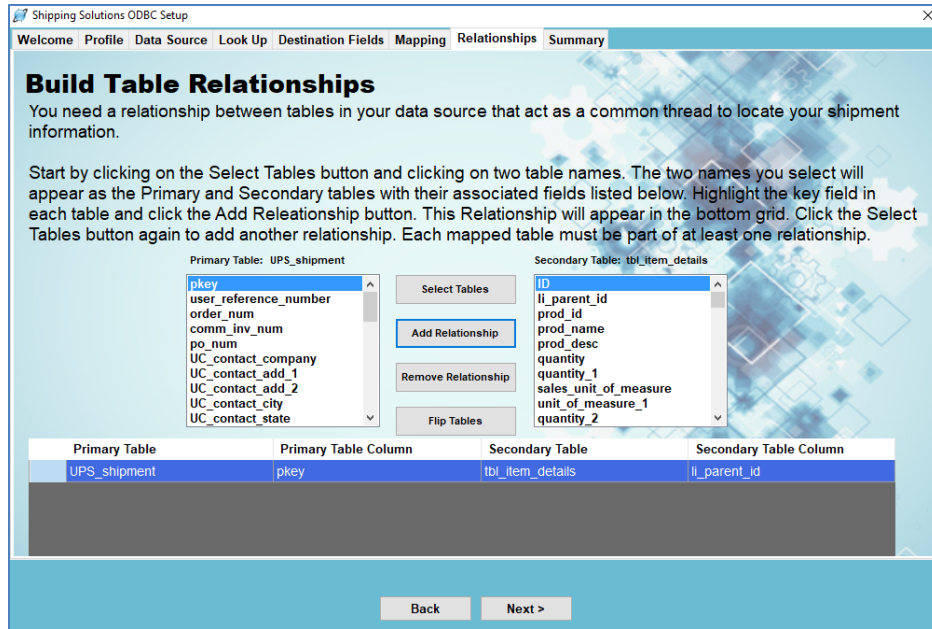 Shipping Solutions ODBC Setup
Welcome Profile Data Source Look Up Destination Fields Mapping Relationships Summary
Build Table Relationships
You need a relationship between tables in your data source that act as a common thread to locate your shipment
information.
Start by clicking on the Select Tables button and clicking on two table names. The two names you select will
appear as the Primary and Secondary tables with their associated fields listed below. Highlight the key field in
each table and click the Add Releationship button. This Relationship will appear in the bottom grid. Click the Select
Tables button again to add another relationship. Each mapped table must be part of at least one relationship.
Primary Table: UPS_shipment
pkey
user_reference_number
order_num
comm_inv_num
po_num
UC_contact_company
UC_contact_add_1
UC_contact_add_2
UC_contact_city
UC_contact_state
Select Tables
Add Relationship
Remove Relationship
Flip Tables
Secondary Table: tbl_item_details
ID
li_parent_id
prod_id
prod_name
prod_desc
quantity
quantity_1
sales_unit_of_measure
unit_of_measure_1
quantity_2
Primary Table Primary Table Column Secondary Table Secondary Table Column
UPS_shipment pkey tbl_item_details li_parent_id
Back Next >